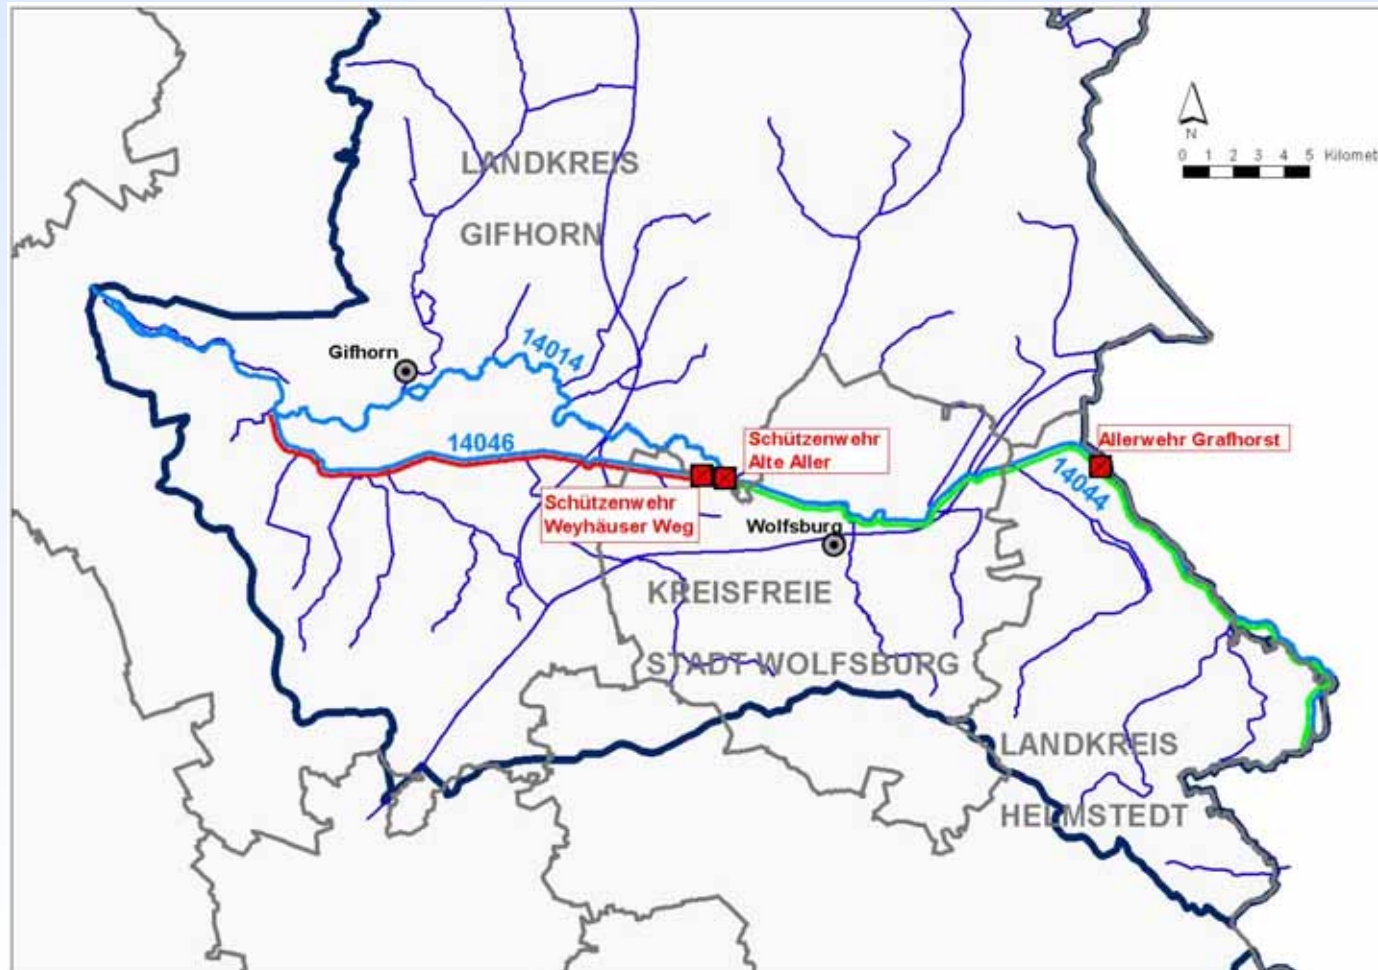 LANDKREIS
GIFHORN
N
0 1 2 3 4 5 Kilomet
Gifhorn
14014
14046
Schützenwehr
Alte Aller
Allerwehr Grafhorst
14044
Schützenwehr
Weyhäuser Weg
Wolfsburg
KREISFREIE
STADT WOLFSBURG
LANDKREIS
HELMSTEDT